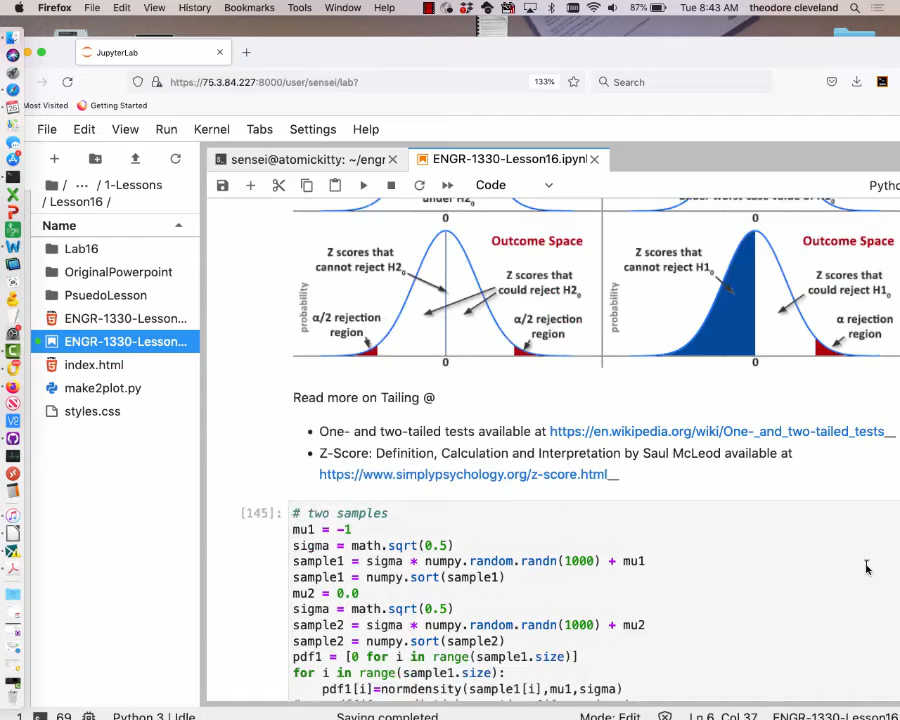 Firefox File Edit View History Bookmarks Tools Window Help 87% Tue 8:43 AM theodore cleveland
JupyterLab
https://75.3.84.227:8000/user/sensei/lab? 133% Search
Most Visited Getting Started
File Edit View Run Kernel Tabs Settings Help
sensei@atomickitty: ~/engr ENGR-1330-Lesson16.ipynb
/ ... / 1-Lessons
/ Lesson16 /
Code
Name
Lab16
OriginalPowerpoint
PsuedoLesson
ENGR-1330-Lesson...
ENGR-1330-Lesson...
index.html
make2plot.py
styles.css
0 0
Outcome Space
Z scores that
cannot reject H2₀
Z scores that
could reject H2₀
α/2 rejection
region
α/2 rejection
region
probability
0
Outcome Space
Z scores that
cannot reject H1₀
Z scores that
could reject H1₀
α rejection
region
probability
0
Read more on Tailing @
• One- and two-tailed tests available at https://en.wikipedia.org/wiki/One-_and_two-tailed_tests__
• Z-Score: Definition, Calculation and Interpretation by Saul McLeod available at
https://www.simplypsychology.org/z-score.html__
[145]: # two samples
mu1 = -1
sigma = math.sqrt(0.5)
sample1 = sigma * numpy.random.randn(1000) + mu1
sample1 = numpy.sort(sample1)
mu2 = 0.0
sigma = math.sqrt(0.5)
sample2 = sigma * numpy.random.randn(1000) + mu2
sample2 = numpy.sort(sample2)
pdf1 = [0 for i in range(sample1.size)]
for i in range(sample1.size):
pdf1[i]=normdensity(sample1[i],mu1,sigma)
1 69 Python 3 | Idle Saving completed Mode: Edit Ln 6, Col 37 ENGR-1330-Lesson16